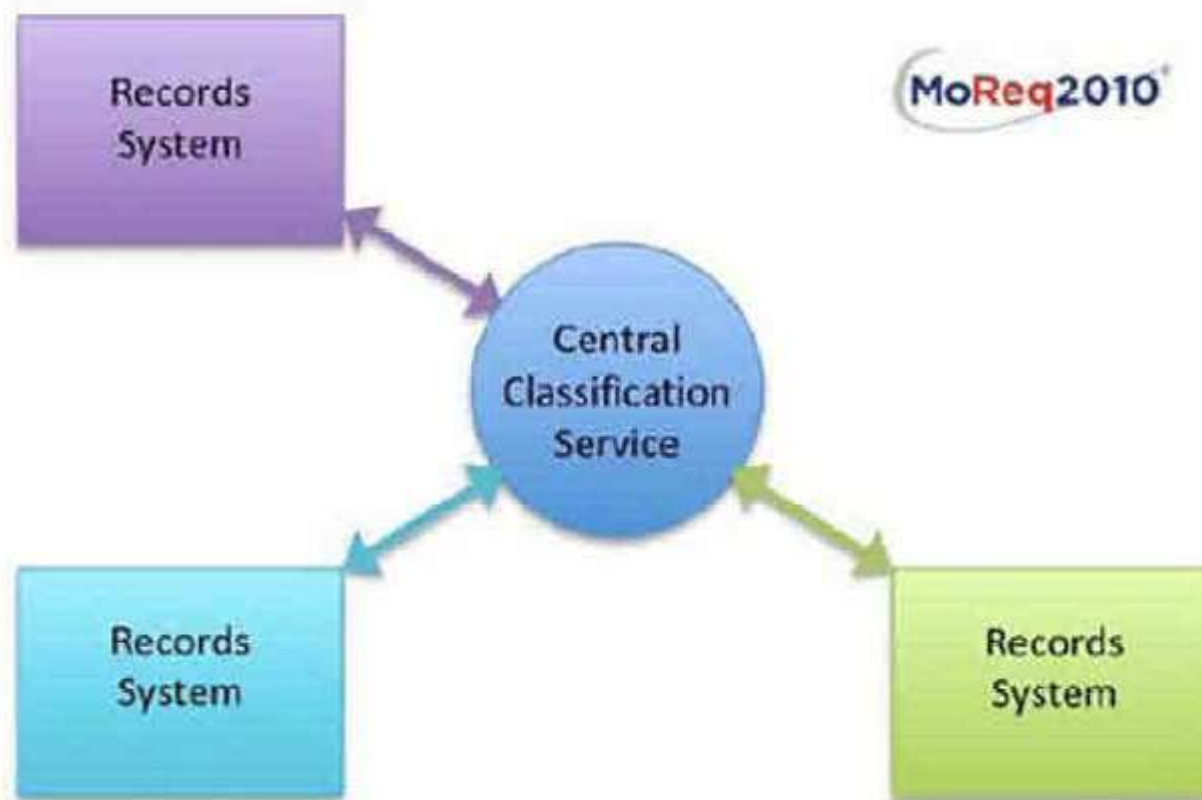 Records
System
MoReq2010
Central
Classification
Service
Records
System
Records
System